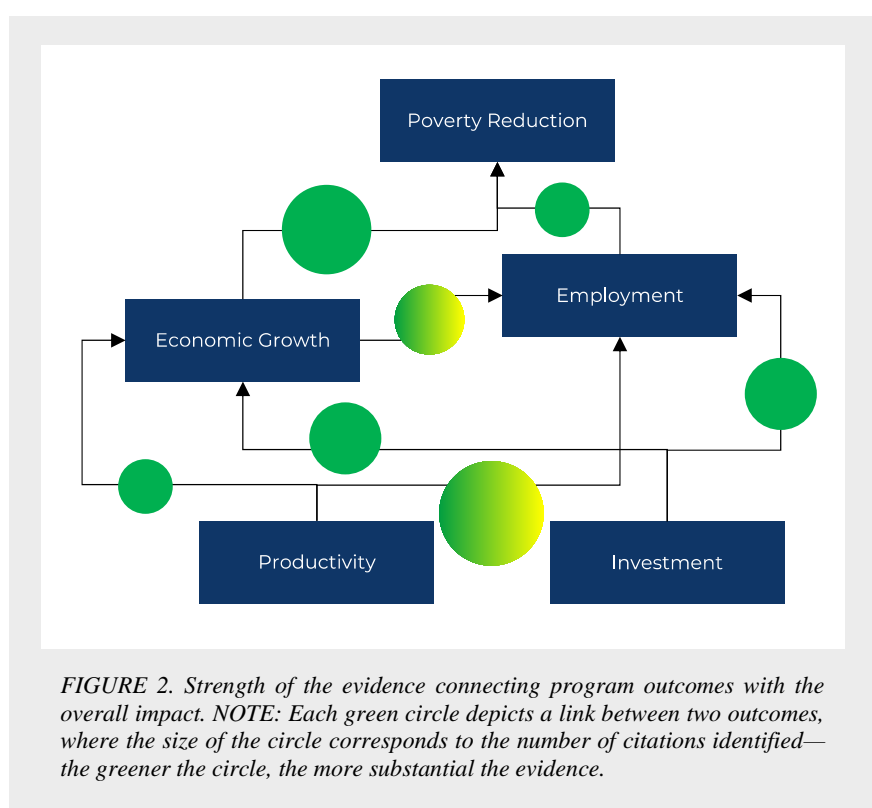 Poverty Reduction
Employment
Economic Growth
Productivity
Investment
FIGURE 2. Strength of the evidence connecting program outcomes with the
overall impact. NOTE: Each green circle depicts a link between two outcomes,
where the size of the circle corresponds to the number of citations identified—
the greener the circle, the more substantial the evidence.